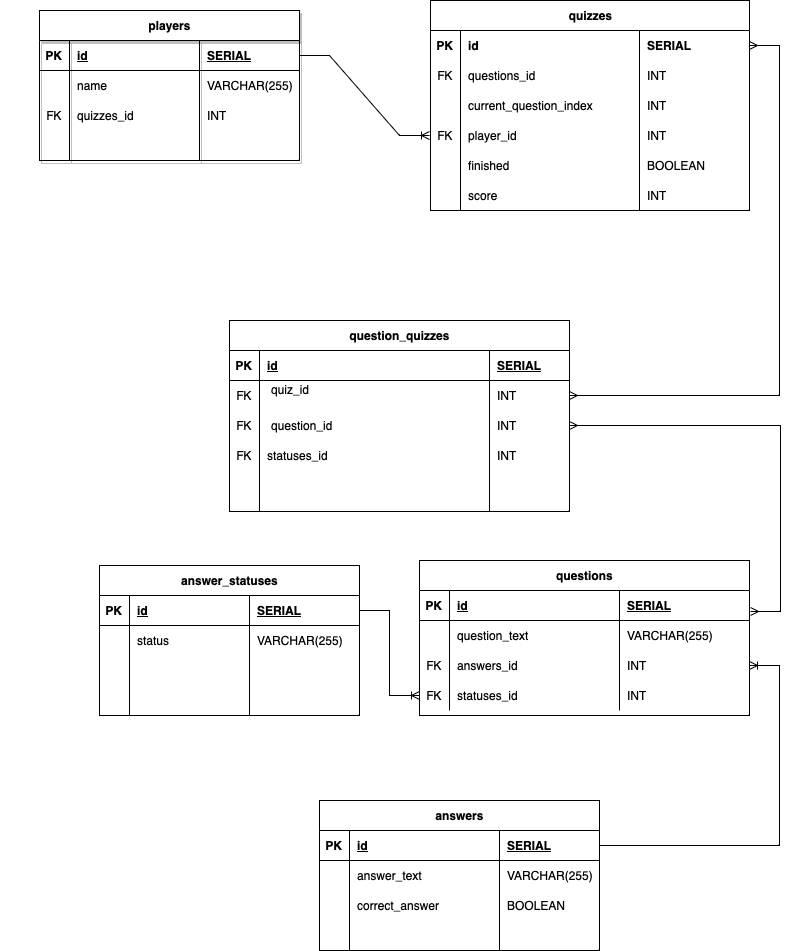 players
PK id SERIAL
name VARCHAR(255)
FK quizzes_id INT
quizzes
PK id SERIAL
FK questions_id INT
current_question_index INT
FK player_id INT
finished BOOLEAN
score INT
question_quizzes
PK id SERIAL
FK quiz_id INT
FK question_id INT
FK statuses_id INT
answer_statuses
PK id SERIAL
status VARCHAR(255)
questions
PK id SERIAL
question_text VARCHAR(255)
FK answers_id INT
FK statuses_id INT
answers
PK id SERIAL
answer_text VARCHAR(255)
correct_answer BOOLEAN